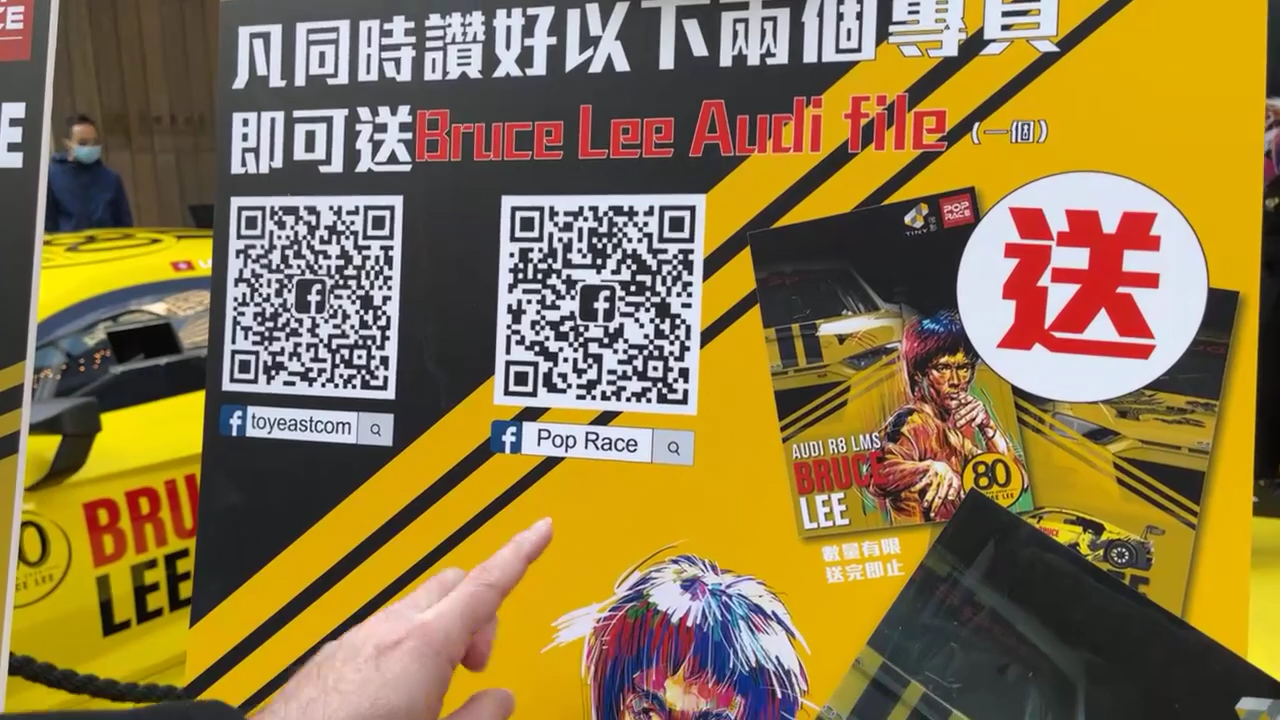 凡同時讚好以下兩個專頁
即可送Bruce Lee Audi file (一個)
toyeastcom
Pop Race
送
TINY
POP
RACE
AUDI R8 LMS
BRUCE
LEE
80
數量有限
送完即止
BRU
LEE